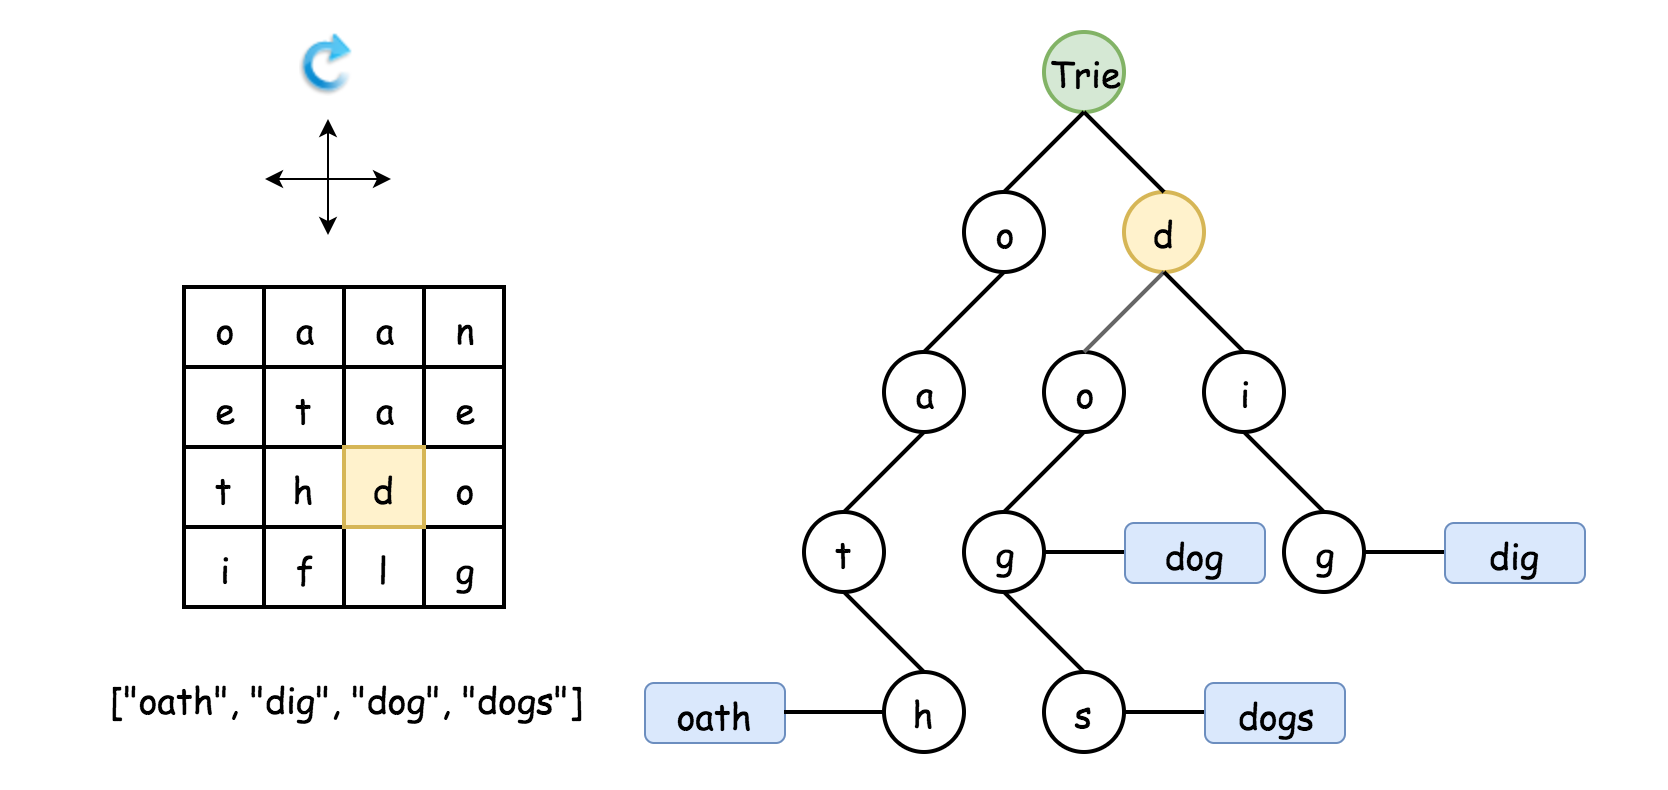 Trie
o d
o a a n
e t a e
t h d o
i f l g
a o i
t g dog g dig
["oath", "dig", "dog", "dogs"]
oath h s dogs